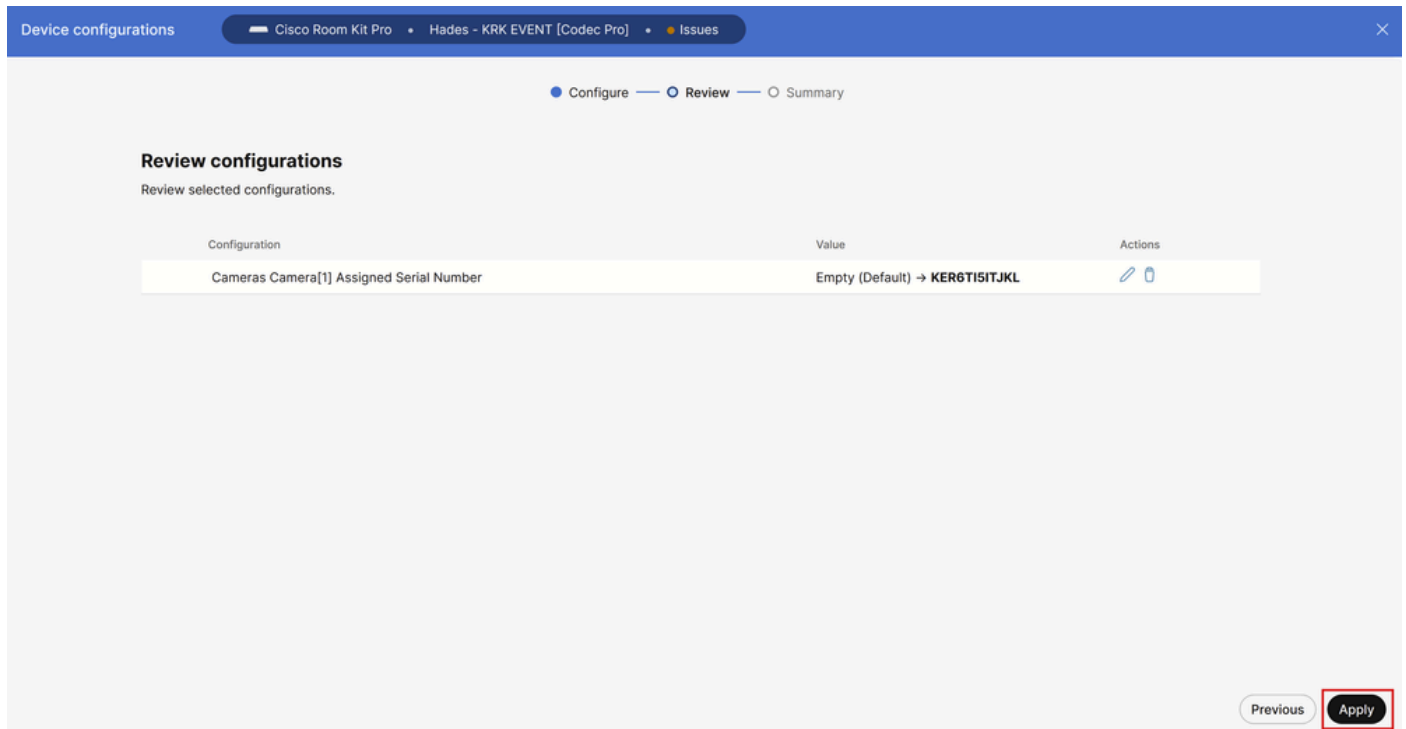 Device configurations
Cisco Room Kit Pro • Hades - KRK EVENT [Codec Pro] • Issues
Configure Review Summary
Review configurations
Review selected configurations.
Configuration Value Actions
Cameras Camera[1] Assigned Serial Number Empty (Default) → KER6TI5ITJKL
Previous Apply